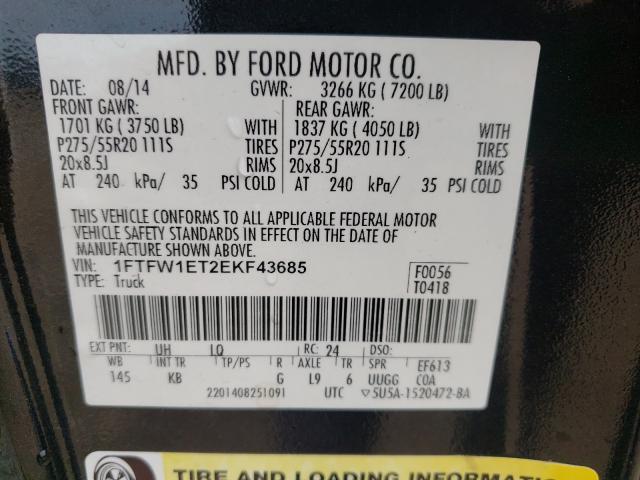 MFD. BY FORD MOTOR CO.
DATE: 08/14 GVWR: 3266 KG ( 7200 LB)
FRONT GAWR: REAR GAWR:
1701 KG ( 3750 LB) WITH 1837 KG ( 4050 LB) WITH
P275/55R20 111S TIRES P275/55R20 111S TIRES
20x8.5J RIMS 20x8.5J RIMS
AT 240 kPa/ 35 PSI COLD AT 240 kPa/ 35 PSI COLD
THIS VEHICLE CONFORMS TO ALL APPLICABLE FEDERAL MOTOR
VEHICLE SAFETY STANDARDS IN EFFECT ON THE DATE OF
MANUFACTURE SHOWN ABOVE.
VIN: 1FTFW1ET2EKF43685 F0056
TYPE: Truck T0418
EXT PNT: UH LQ RC: 24 DSO:
WB INT TR TP/PS R AXLE TR SPR EF613
145 KB G L9 6 UUGG COA
2201408251091 UTC ▽5U5A-1520472-BA
TIRE AND LOADING INFORMATION